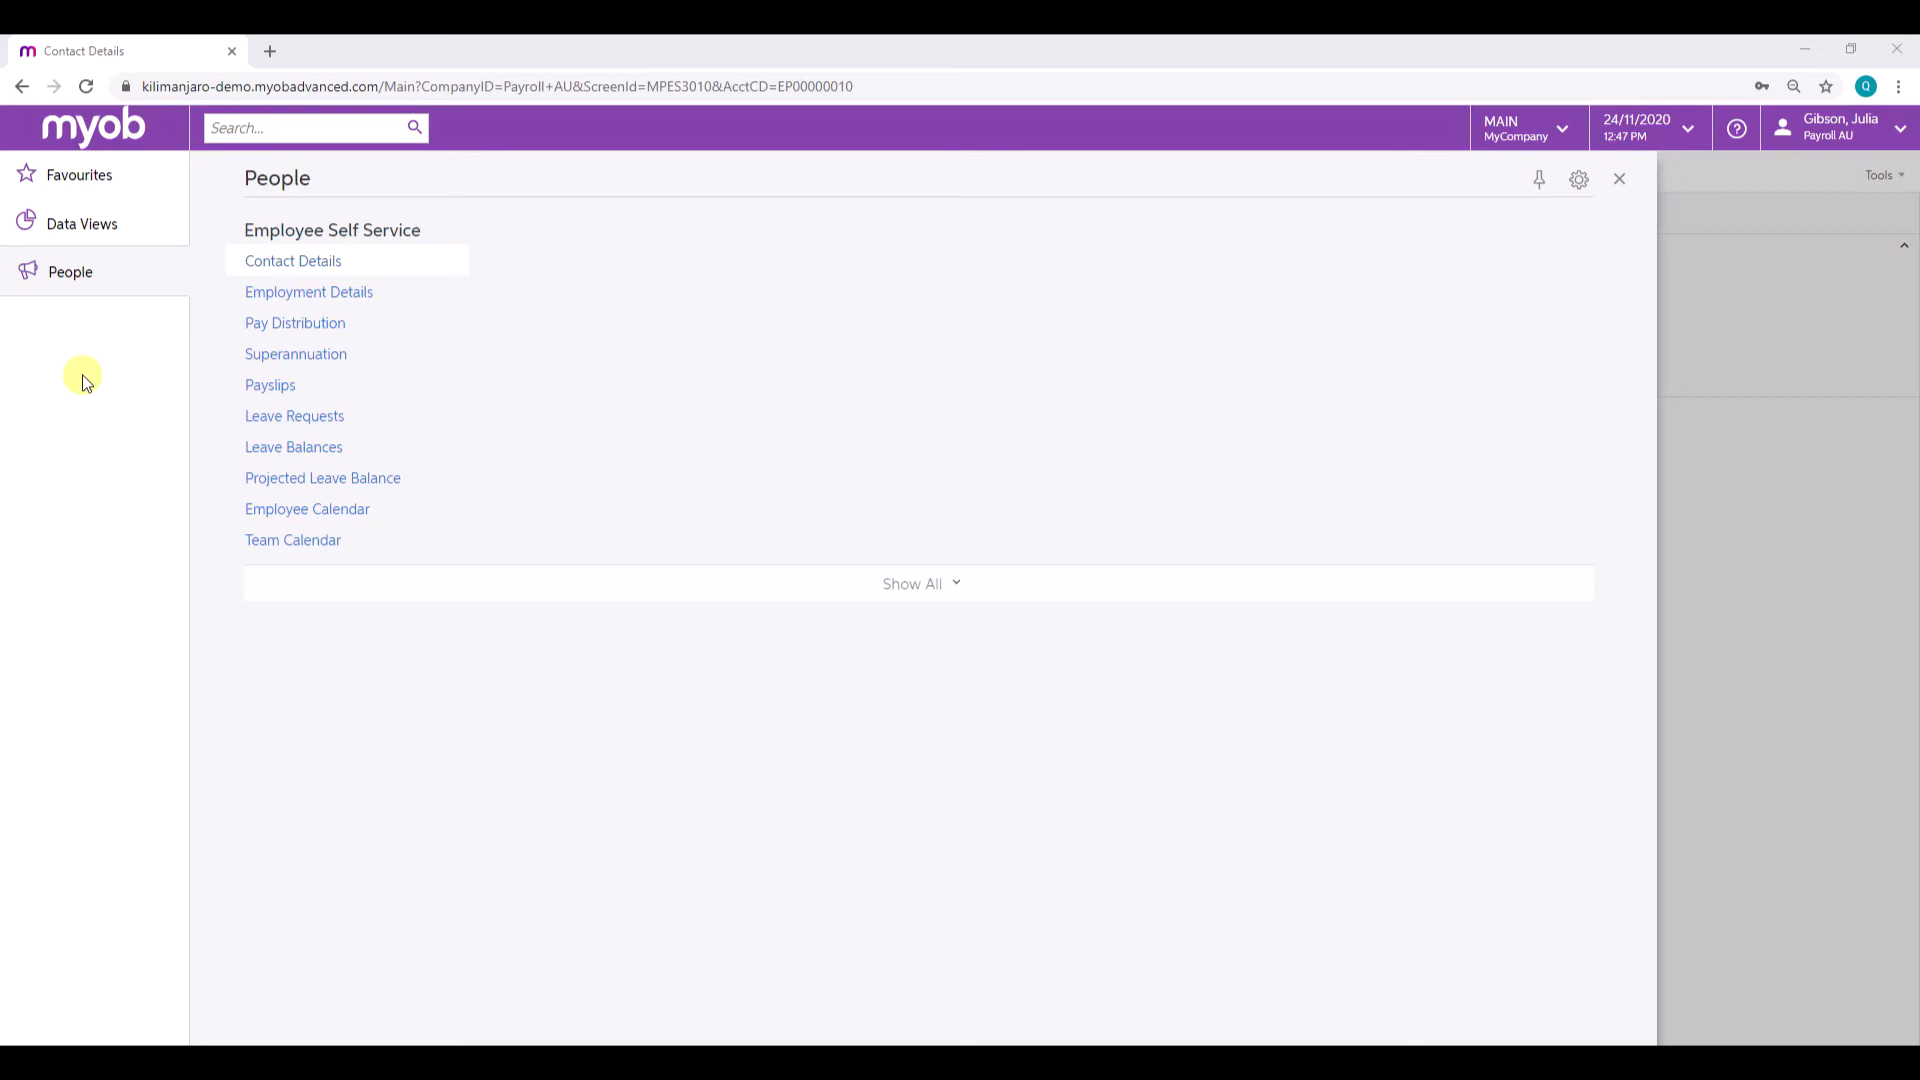 m Contact Details
kilimanjaro-demo.myobadvanced.com/Main?CompanyID=Payroll+AU&ScreenId=MPES3010&AcctCD=EP00000010
Q
myob
Search...
MAIN
MyCompany
24/11/2020
12:47 PM
Gibson, Julia
Payroll AU
Favourites
Data Views
People
People
Tools
Employee Self Service
Contact Details
Employment Details
Pay Distribution
Superannuation
Payslips
Leave Requests
Leave Balances
Projected Leave Balance
Employee Calendar
Team Calendar
Show All